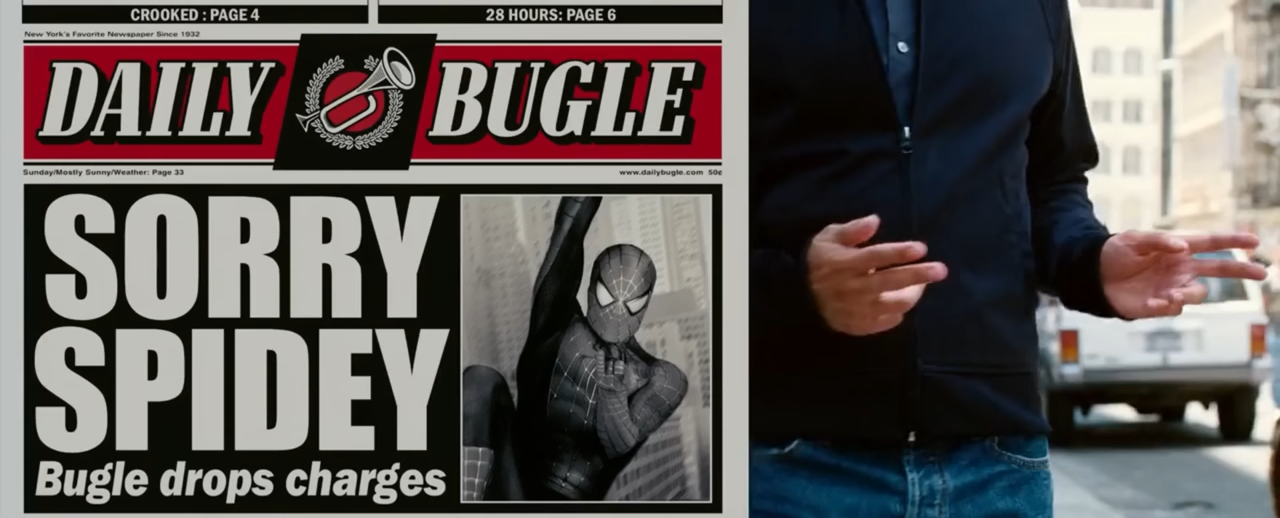 CROOKED : PAGE 4
28 HOURS: PAGE 6
New York's Favorite Newspaper Since 1932
DAILY BUGLE
Sunday/Mostly Sunny/Weather: Page 33
www.dailybugle.com 50¢
SORRY
SPIDEY
Bugle drops charges